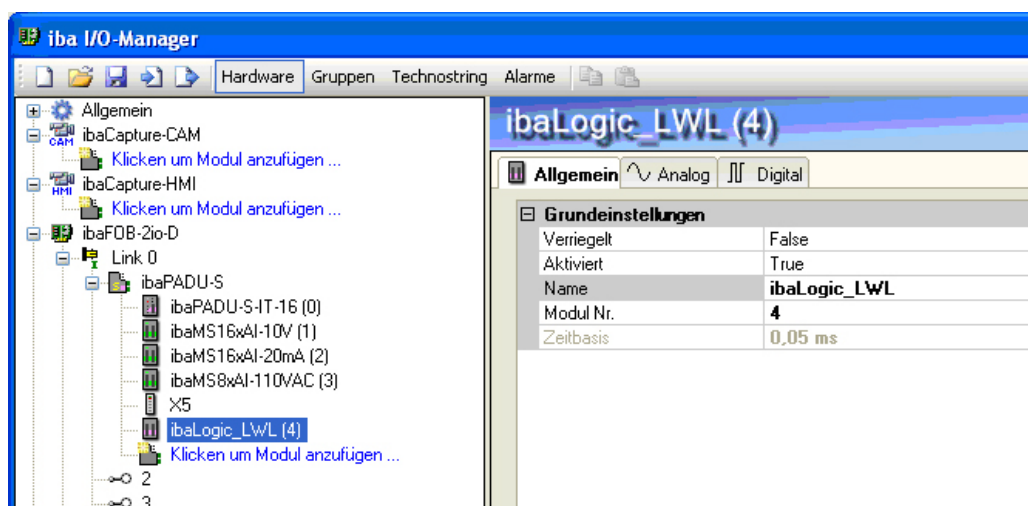 iba I/O-Manager
Hardware Gruppen Technostring Alarme
Allgemein
ibaCapture-CAM
CAM
Klicken um Modul anzufügen ...
ibaCapture-HMI
HMI
Klicken um Modul anzufügen ...
ibaFOB-2io-D
Link 0
ibaPADU-S
ibaPADU-S-IT-16 (0)
ibaMS16xAI-10V (1)
ibaMS16xAI-20mA (2)
ibaMS8xAI-110VAC (3)
X5
ibaLogic_LWL (4)
Klicken um Modul anzufügen ...
2
3
ibaLogic_LWL (4)
Allgemein Analog Digital
Grundeinstellungen
Verriegelt False
Aktiviert True
Name ibaLogic_LWL
Modul Nr. 4
Zeitbasis 0,05 ms